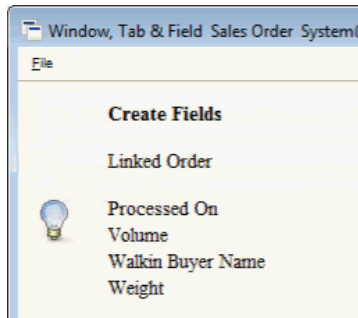 Window, Tab & Field Sales Order System
File
Create Fields
Linked Order
Processed On
Volume
Walkin Buyer Name
Weight